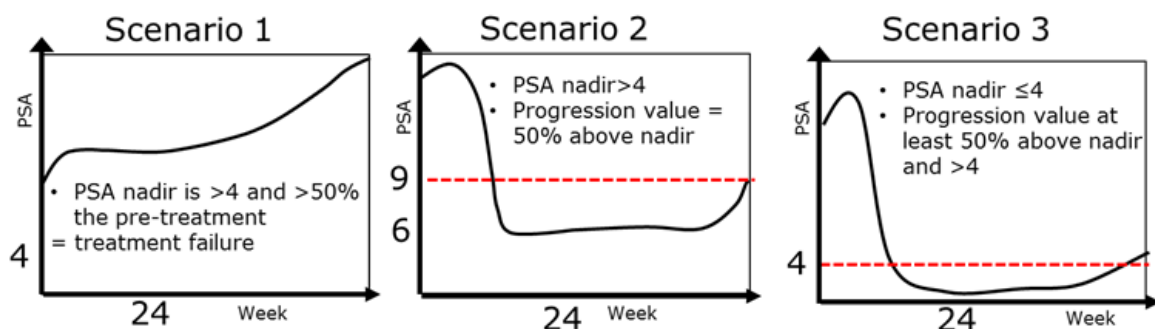 Scenario 1
PSA
• PSA nadir is >4 and >50%
the pre-treatment
= treatment failure
4
24
Week
Scenario 2
PSA
• PSA nadir>4
• Progression value =
50% above nadir
9
6
24
Week
Scenario 3
PSA
• PSA nadir ≤4
• Progression value at
least 50% above nadir
and >4
4
24
Week